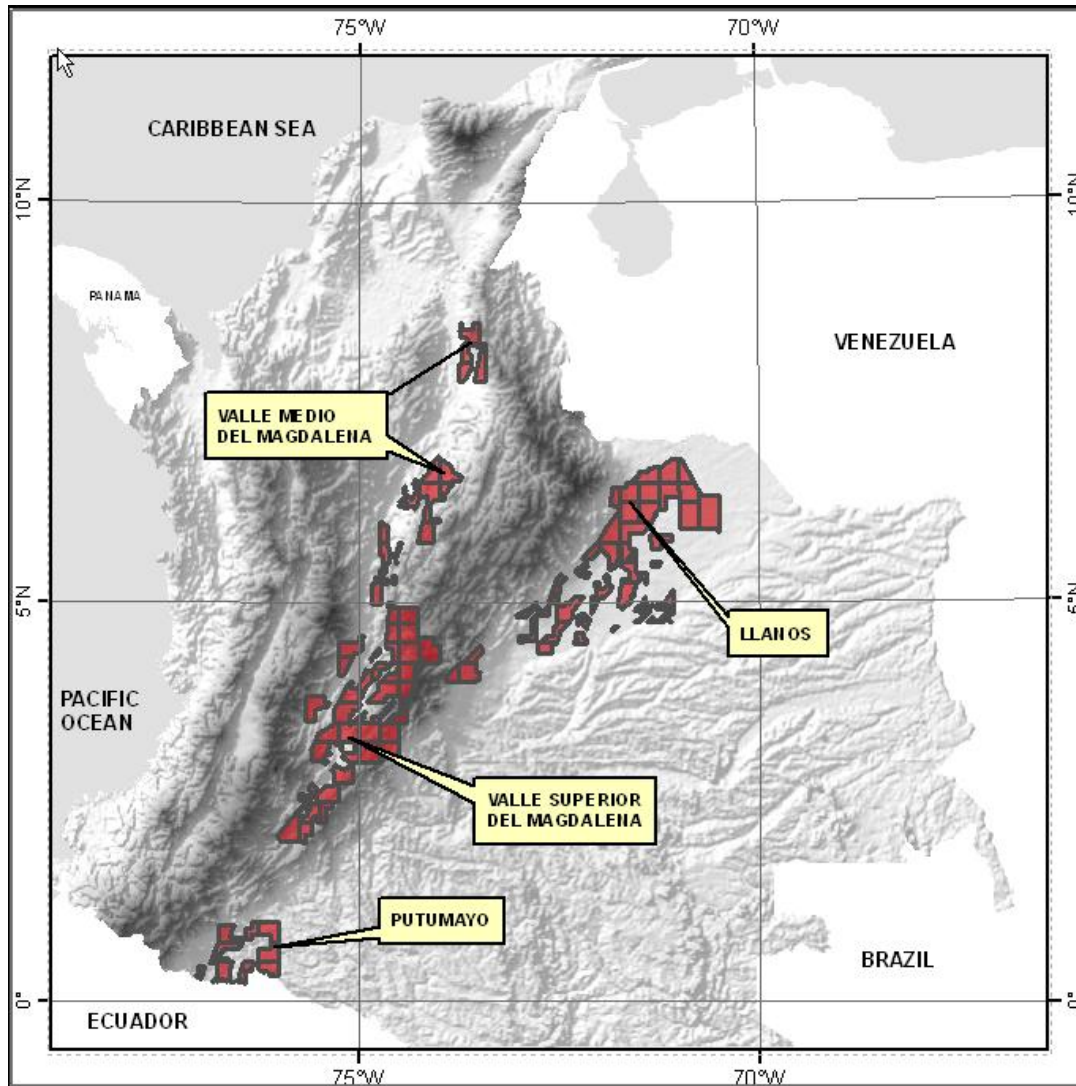 75°W
70°W
CARIBBEAN SEA
10°N
10°N
PANAMA
VENEZUELA
VALLE MEDIO
DEL MAGDALENA
5°N
5°N
LLANOS
PACIFIC
OCEAN
VALLE SUPERIOR
DEL MAGDALENA
PUTUMAYO
BRAZIL
0°
0°
ECUADOR
75°W
70°W